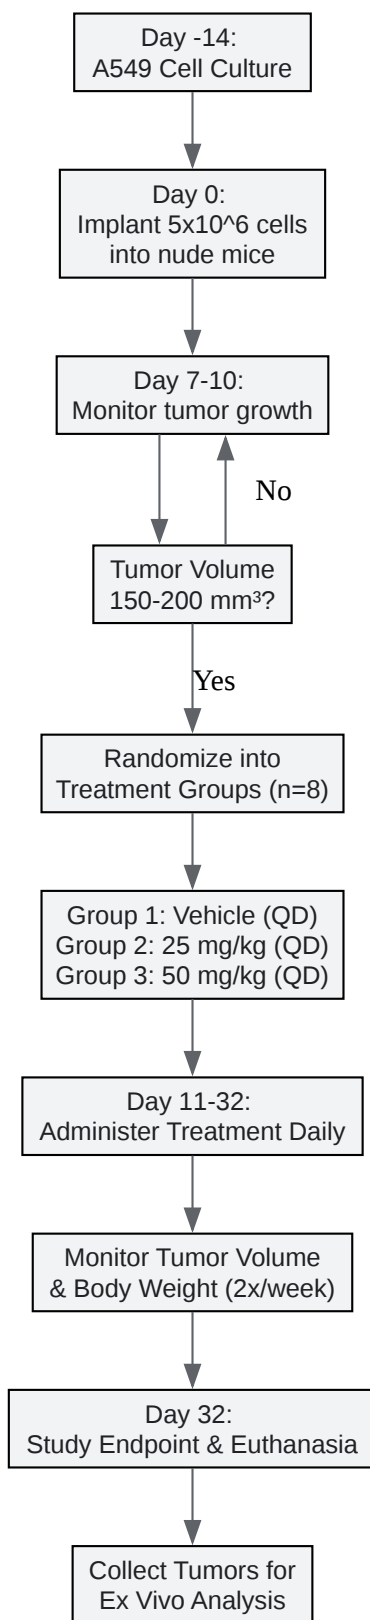 Day -14:
A549 Cell Culture
Day 0:
Implant 5x10^6 cells
into nude mice
Day 7-10:
Monitor tumor growth
No
Tumor Volume
150-200 mm³?
Yes
Randomize into
Treatment Groups (n=8)
Group 1: Vehicle (QD)
Group 2: 25 mg/kg (QD)
Group 3: 50 mg/kg (QD)
Day 11-32:
Administer Treatment Daily
Monitor Tumor Volume
& Body Weight (2x/week)
Day 32:
Study Endpoint & Euthanasia
Collect Tumors for
Ex Vivo Analysis